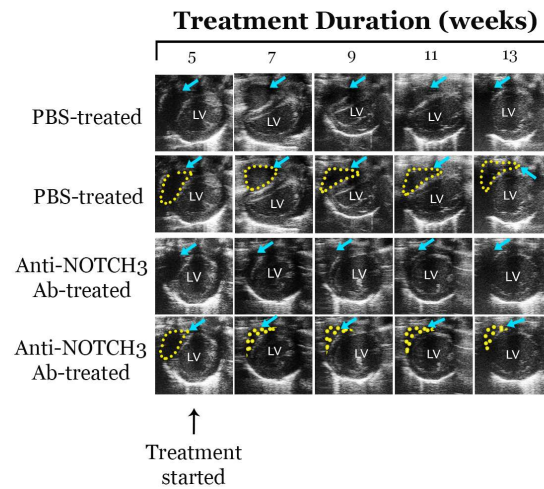 Treatment Duration (weeks)
5 7 9 11 13
PBS-treated
LV LV LV LV LV
PBS-treated
LV LV LV LV LV
Anti-NOTCH3
Ab-treated
LV LV LV LV LV
Anti-NOTCH3
Ab-treated
LV LV LV LV LV
Treatment
started